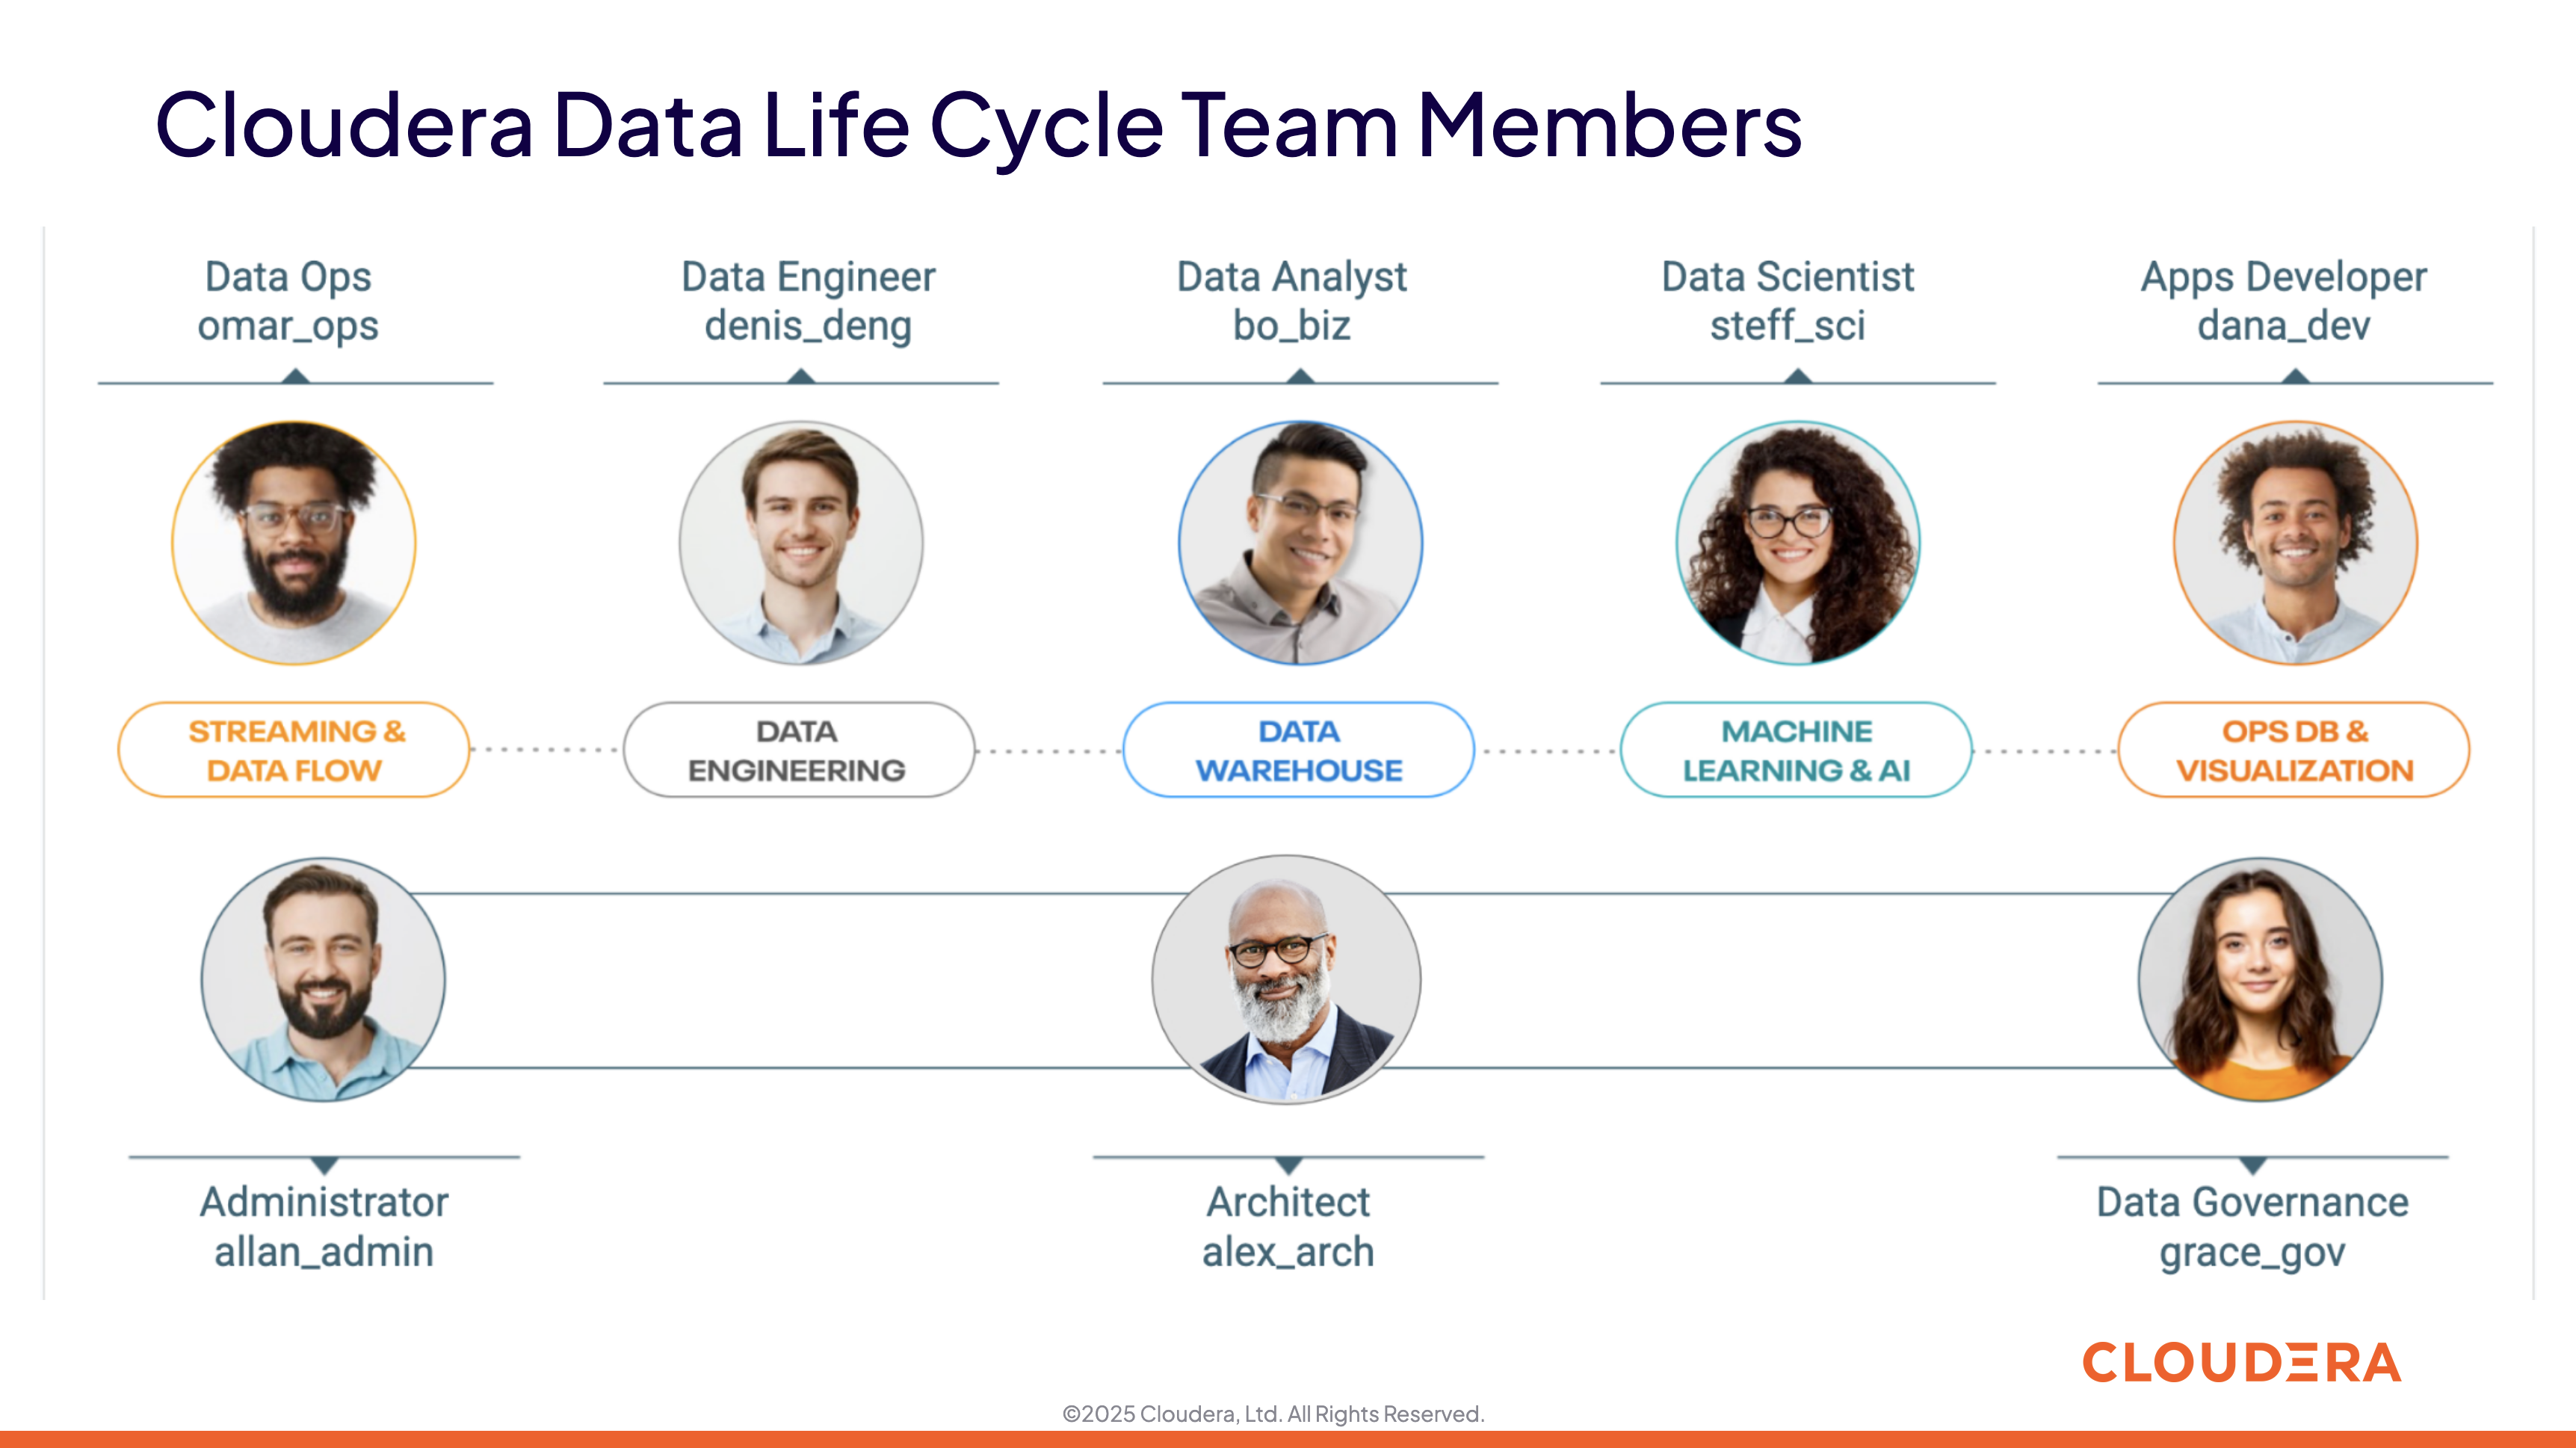 Cloudera Data Life Cycle Team Members
Data Ops
omar_ops
Data Engineer
denis_deng
Data Analyst
bo_biz
Data Scientist
steff_sci
Apps Developer
dana_dev
STREAMING &
DATA FLOW
DATA
ENGINEERING
DATA
WAREHOUSE
MACHINE
LEARNING & AI
OPS DB &
VISUALIZATION
Administrator
allan_admin
Architect
alex_arch
Data Governance
grace_gov
CLOUDERA
©2025 Cloudera, Ltd. All Rights Reserved.